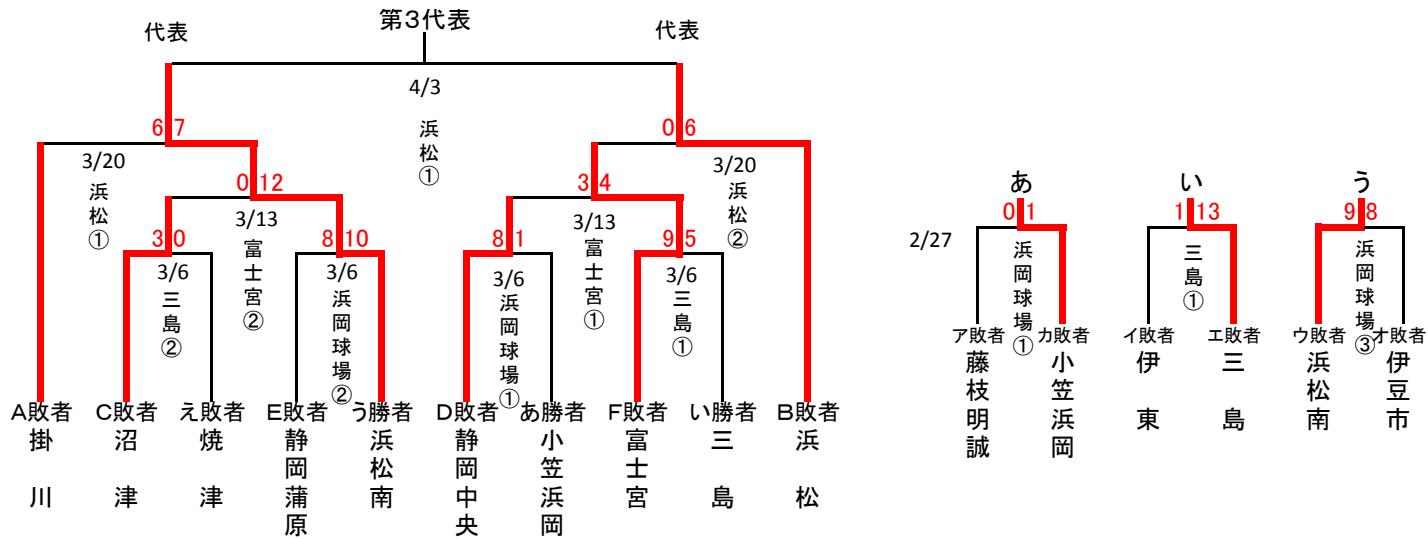 第3代表
代表
代表
4/3
浜松①
6 7
0 6
3/20
浜松①
3/20
浜松②
0 12
3 4
3/13
富士宮②
3/13
富士宮①
3 0
8 10
8 1
9 5
3/6
三島②
3/6
浜岡球場②
3/6
浜岡球場①
3/6
三島①
A敗者
C敗者
え敗者
E敗者
う勝者
D敗者
あ勝者
F敗者
い勝者
B敗者
掛川
沼津
焼津
静岡蒲原
浜松南
静岡中央
小笠浜岡
富士宮
三島
浜松
あ
い
う
0 1
1 13
9 8
2/27
浜岡球場①
三島①
浜岡球場③
ア敗者
カ敗者
イ敗者
エ敗者
ウ敗者
オ敗者
藤枝明誠
小笠浜岡
伊東
三島
浜松南
伊豆市